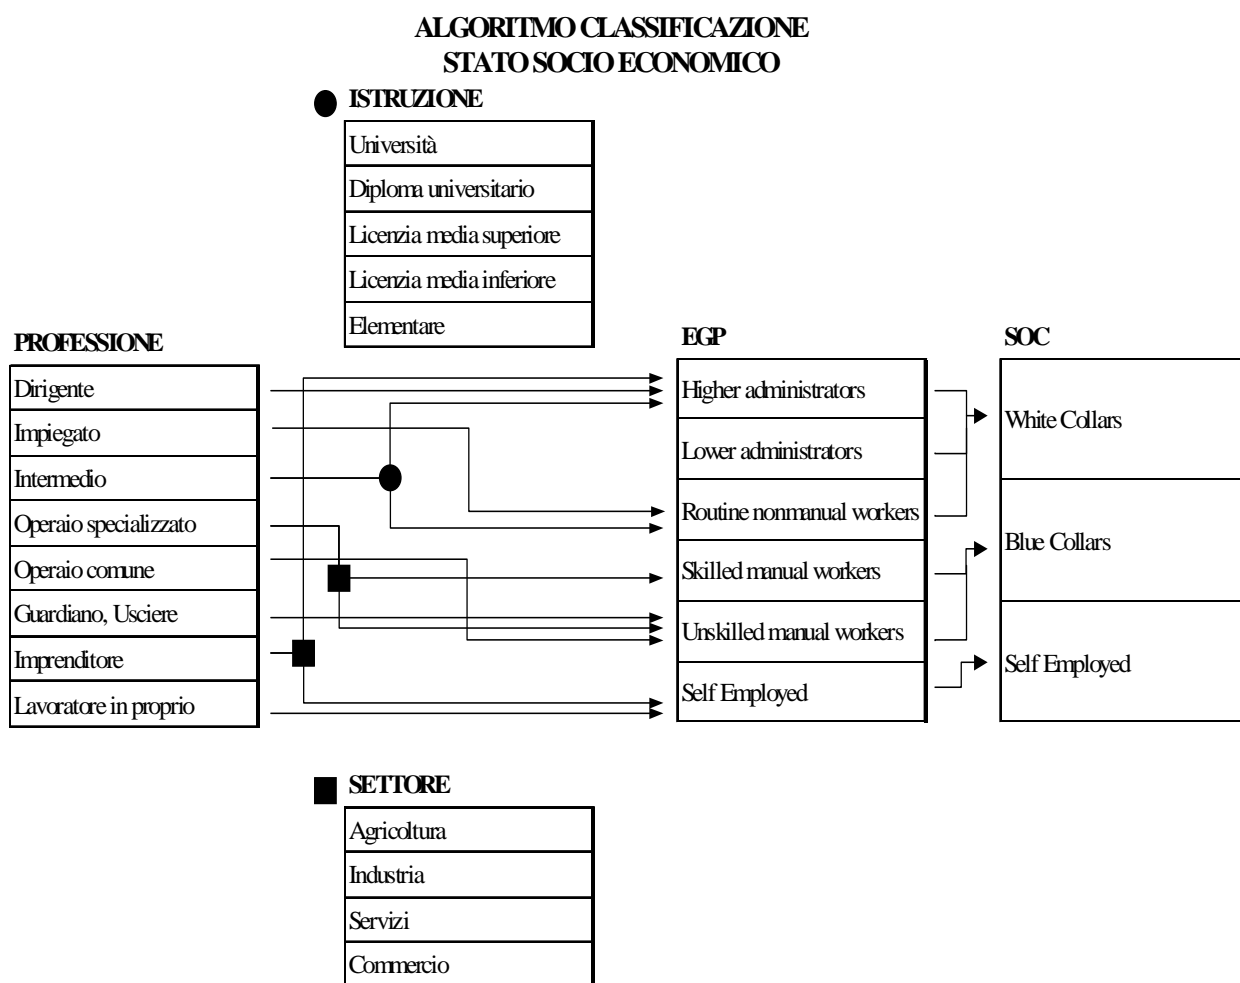 ALGORITMO CLASSIFICAZIONE
STATO SOCIO ECONOMICO
ISTRUZIONE
Università
Diploma universitario
Licenzia media superiore
Licenzia media inferiore
Elementare
PROFESSIONE
Dirigente
Impiegato
Intermedio
Operaio specializzato
Operaio comune
Guardiano, Usciere
Imprenditore
Lavoratore in proprio
EGP
Higher administrators
Lower administrators
Routine nonmanual workers
Skilled manual workers
Unskilled manual workers
Self Employed
SOC
White Collars
Blue Collars
Self Employed
SETTORE
Agricoltura
Industria
Servizi
Commercio